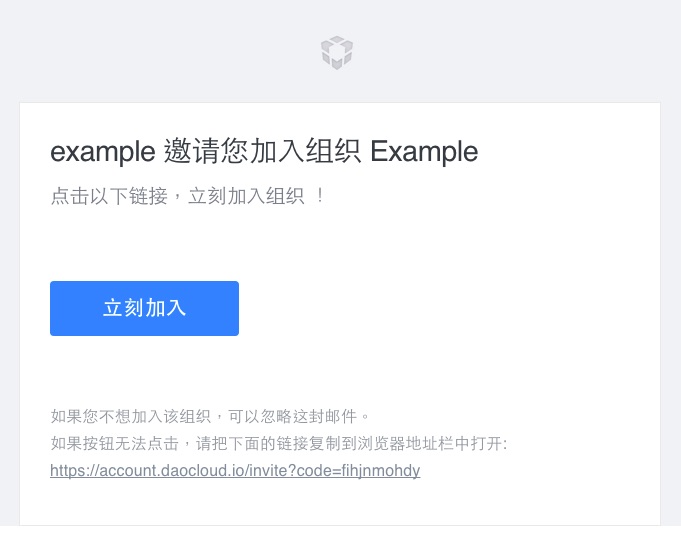 example 邀请您加入组织 Example
点击以下链接，立刻加入组织 ！
立刻加入
如果您不想加入该组织，可以忽略这封邮件。
如果按钮无法点击，请把下面的链接复制到浏览器地址栏中打开:
https://account.daocloud.io/invite?code=fihjnmohdy